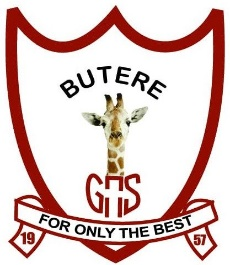 BUTERE
GHS
FOR ONLY THE BEST
19 57